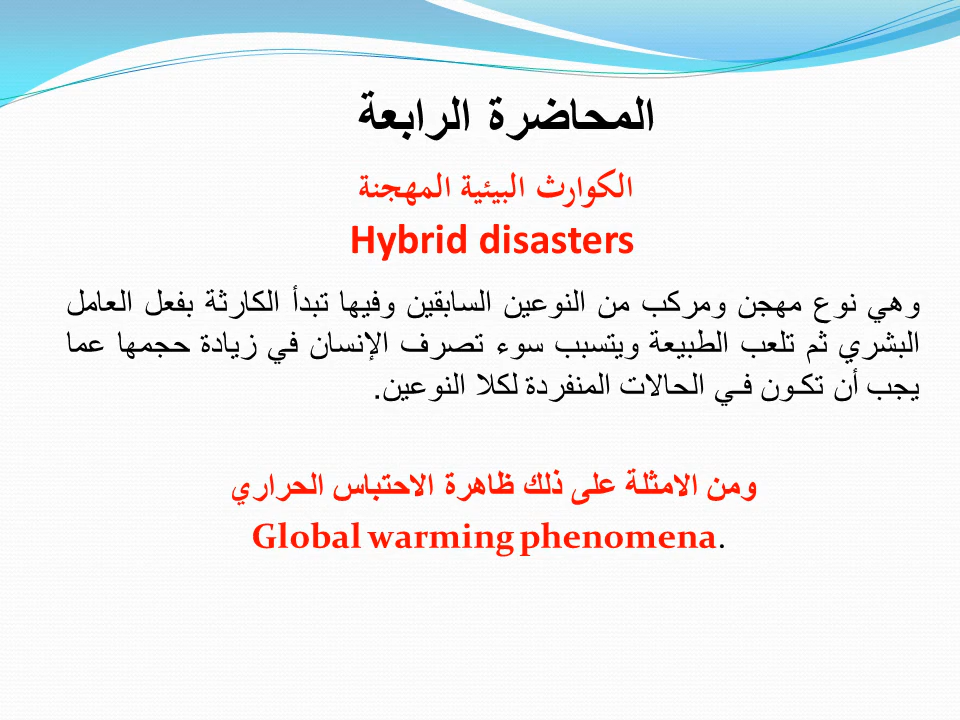 المحاضرة الرابعة
الكوارث البيئية المهجنة
Hybrid disasters
وهي نوع مهجن ومركب من النوعين السابقين وفيها تبدأ الكارثة بفعل العامل
البشري ثم تلعب الطبيعة ويتسبب سوء تصرف الإنسان في زيادة حجمها عما
يجب أن تكـون فـي الحالات المنفردة لكلا النوعين.
ومن الامثلة على ذلك ظاهرة الاحتباس الحراري
Global warming phenomena.